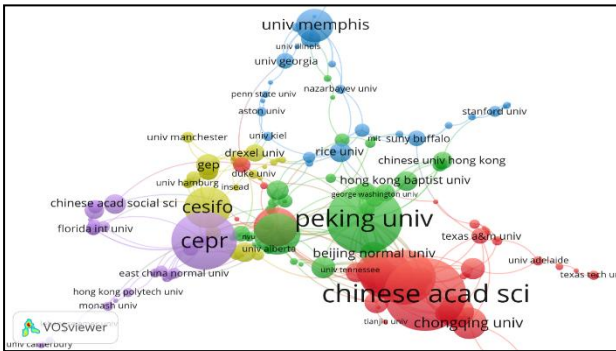 univ memphis
univ illinois
univ georgia
penn state univ
nazarbayev univ
aston univ
stanford univ
univ manchester
univ kiel
mit
suny buffalo
drexel univ
rice univ
chinese univ hong kong
gep
duke univ
hong kong baptist univ
univ hamburg
insead
george washington univ
chinese acad social sci
cesifo
peking univ
florida int univ
cepr
nyu
univ alberta
beijing normal univ
texas a&m univ
univ adelaide
east china normal univ
univ tennessee
texas tech univ
hong kong polytech univ
chinese acad sci
monash univ
tianjin univ
chongqing univ
VOSviewer
univ canterbury